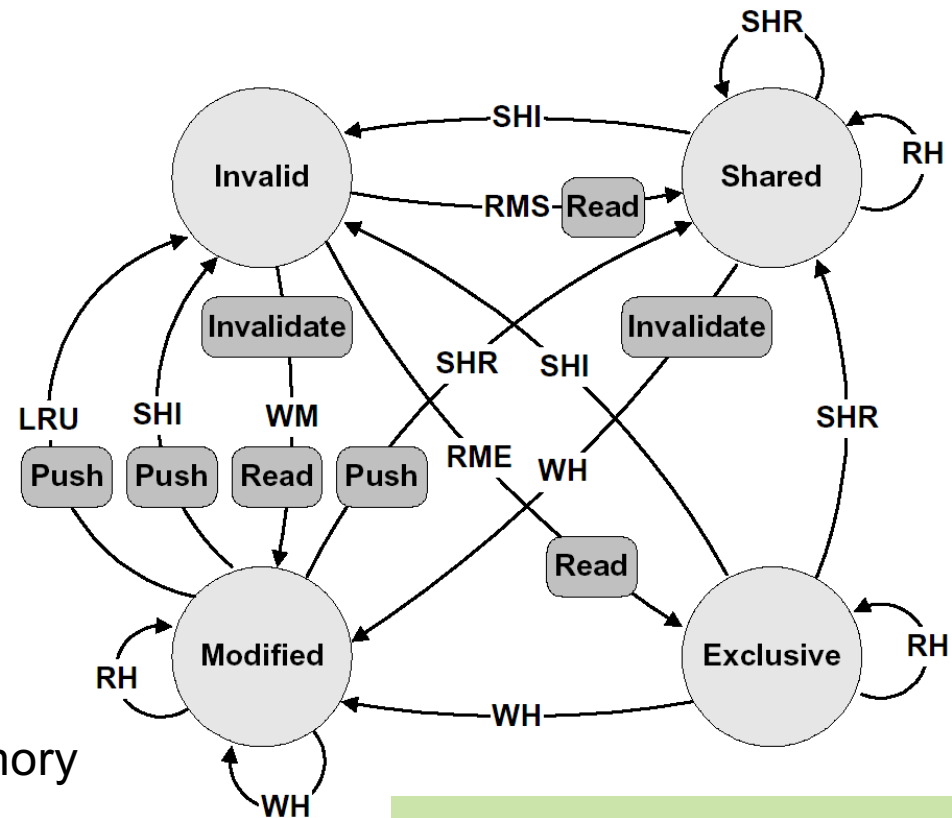 SHR
SHI
RH
Invalid
Shared
RMS
Read
Invalidate
Invalidate
SHR
SHI
LRU
SHI
WM
SHR
RME
WH
Push
Push
Read
Push
Read
Modified
Exclusive
RH
RH
WH
WH